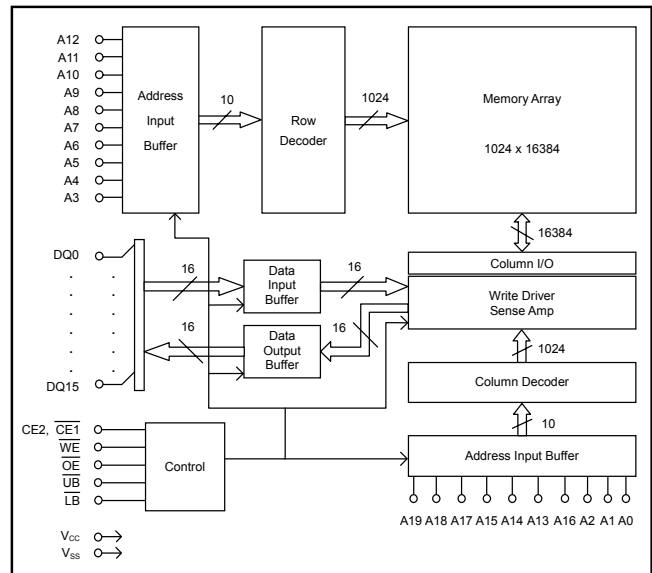 A12
A11
A10
A9
A8
A7
A6
A5
A4
A3
Address
Input
Buffer
10
Row
Decoder
1024
Memory Array
1024 x 16384
16384
DQ0
.
.
.
.
.
.
.
.
.
.
DQ15
16
Data
Input
Buffer
16
Column I/O
Write Driver
Sense Amp
16
Data
Output
Buffer
16
1024
Column Decoder
10
Address Input Buffer
CE2, CE1
WE
OE
UB
LB
Control
VCC
VSS
A19 A18 A17 A15 A14 A13 A16 A2 A1 A0